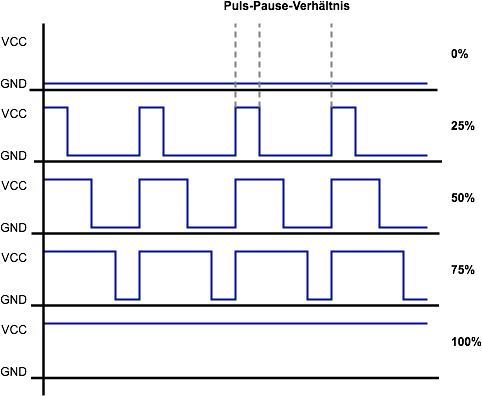 Puls-Pause-Verhältnis
VCC
0%
GND
VCC
25%
GND
VCC
50%
GND
VCC
75%
GND
VCC
100%
GND